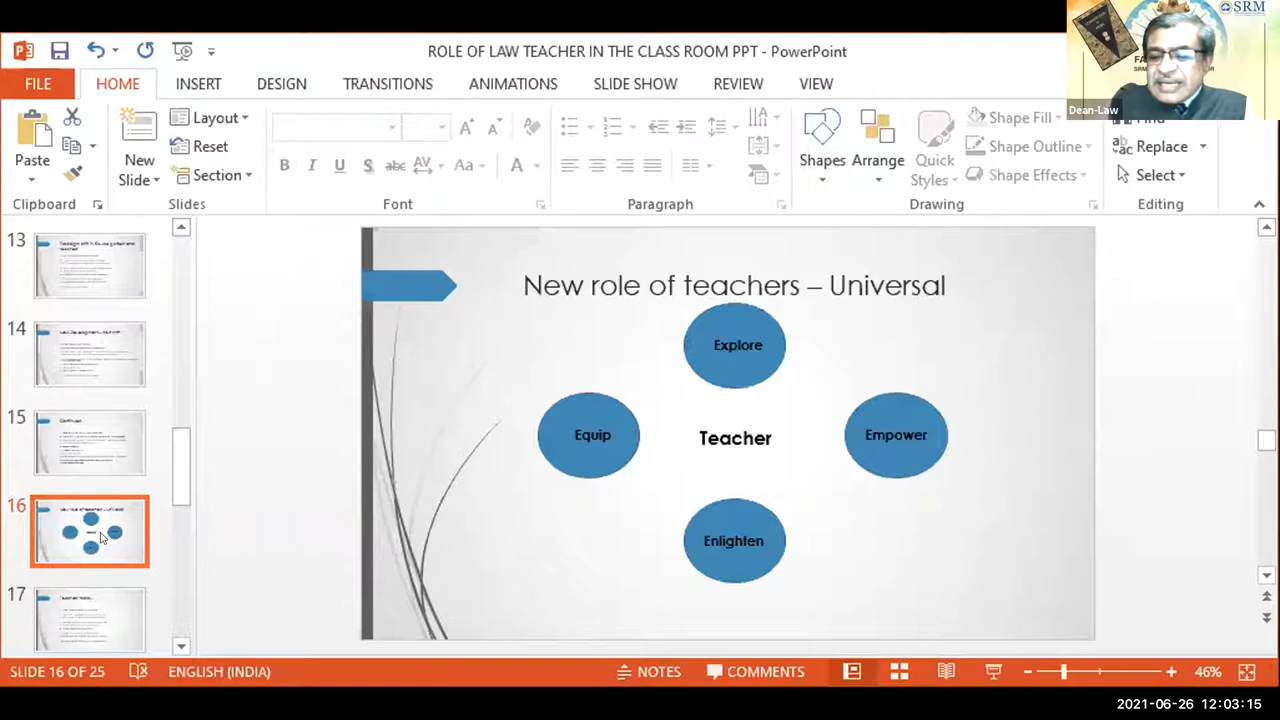 ROLE OF LAW TEACHER IN THE CLASS ROOM PPT - PowerPoint
SRM
FILE HOME INSERT DESIGN TRANSITIONS ANIMATIONS SLIDE SHOW REVIEW VIEW
Dean-Law
Paste
New Slide
Layout
Reset
Section
Shapes
Arrange
Quick Styles
Shape Fill
Shape Outline
Shape Effects
Find
Replace
Select
Clipboard Slides Font Paragraph Drawing Editing
13
14
15
16
17
New role of teachers – Universal
Explore
Equip
Teacher
Empower
Enlighten
SLIDE 16 OF 25 ENGLISH (INDIA) NOTES COMMENTS 46%
2021-06-26 12:03:15